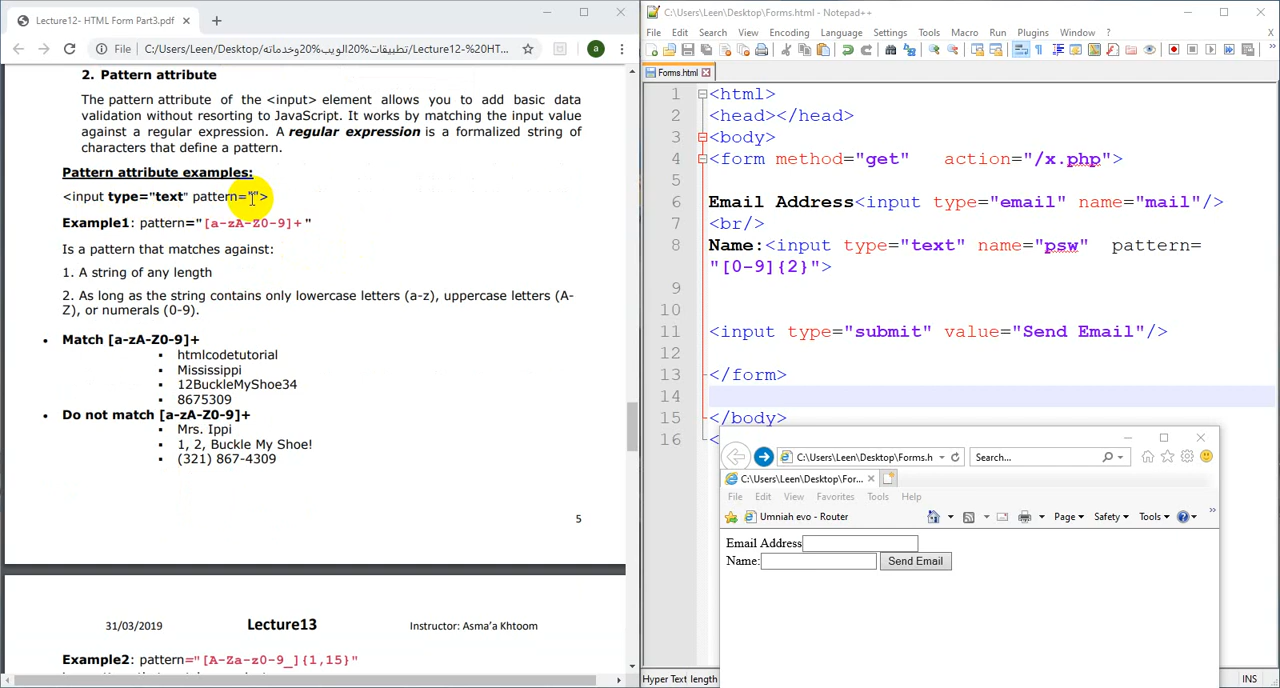 Lecture12- HTML Form Part3.pdf
File
C:/Users/Leen/Desktop/تطبيقات%20الويب%20وخدماته/Lecture12-%20HT...
a
2. Pattern attribute
The pattern attribute of the <input> element allows you to add basic data
validation without resorting to JavaScript. It works by matching the input value
against a regular expression. A regular expression is a formalized string of
characters that define a pattern.
Pattern attribute examples:
<input type="text" pattern="">
Example1: pattern="[a-zA-Z0-9]+"
Is a pattern that matches against:
1. A string of any length
2. As long as the string contains only lowercase letters (a-z), uppercase letters (A-
Z), or numerals (0-9).
• Match [a-zA-Z0-9]+
▪ htmlcodetutorial
▪ Mississippi
▪ 12BuckleMyShoe34
▪ 8675309
• Do not match [a-zA-Z0-9]+
▪ Mrs. Ippi
▪ 1, 2, Buckle My Shoe!
▪ (321) 867-4309
5
31/03/2019 Lecture13 Instructor: Asma'a Khtoom
Example2: pattern="[A-Za-z0-9_]{1,15}"
C:\Users\Leen\Desktop\Forms.html - Notepad++
File Edit Search View Encoding Language Settings Tools Macro Run Plugins Window ? X
Forms.html
1 <html>
2 <head></head>
3 <body>
4 <form method="get" action="/x.php">
5
6 Email Address<input type="email" name="mail"/>
7 <br/>
8 Name:<input type="text" name="psw" pattern=
"[0-9]{2}">
9
10
11 <input type="submit" value="Send Email"/>
12
13 </form>
14
15 </body>
16 <
C:\Users\Leen\Desktop\Forms.h
Search...
C:\Users\Leen\Desktop\For...
File Edit View Favorites Tools Help
Umniah evo - Router
Page Safety Tools
Email Address
Name: Send Email
Hyper Text length
INS